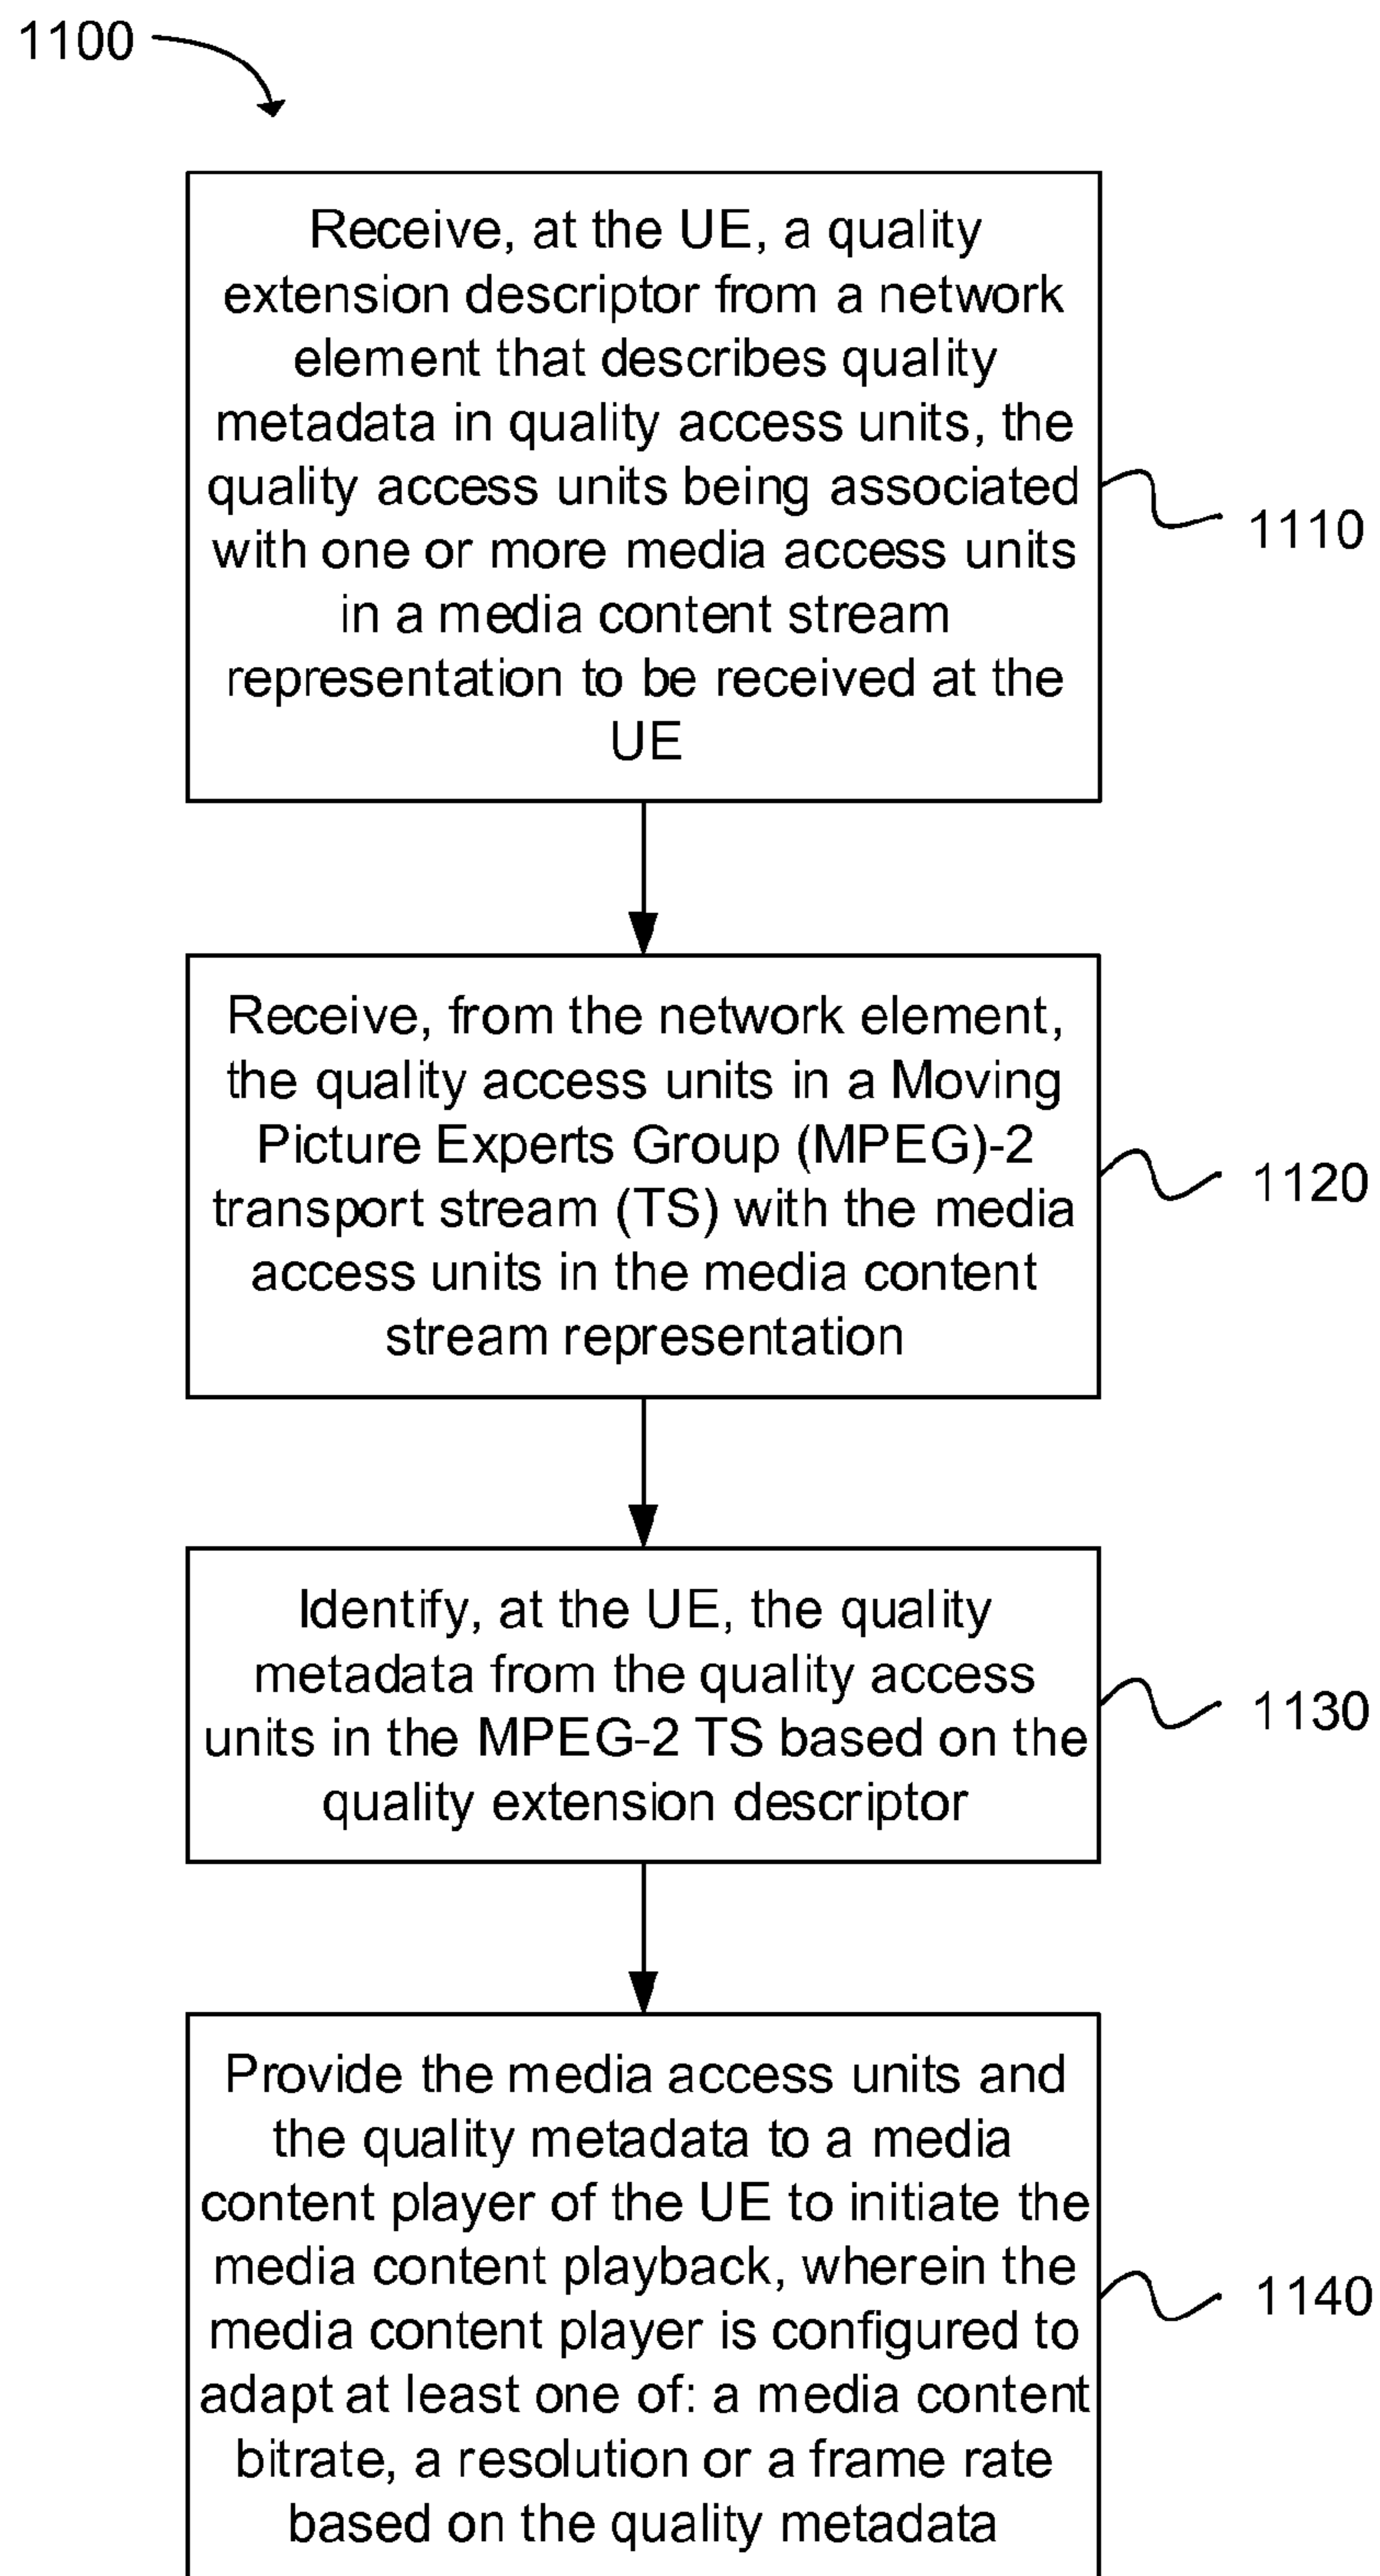 1100
Receive, at the UE, a quality
extension descriptor from a network
element that describes quality
metadata in quality access units, the
quality access units being associated
with one or more media access units
in a media content stream
representation to be received at the
UE
1110
Receive, from the network element,
the quality access units in a Moving
Picture Experts Group (MPEG)-2
transport stream (TS) with the media
access units in the media content
stream representation
1120
Identify, at the UE, the quality
metadata from the quality access
units in the MPEG-2 TS based on the
quality extension descriptor
1130
Provide the media access units and
the quality metadata to a media
content player of the UE to initiate the
media content playback, wherein the
media content player is configured to
adapt at least one of: a media content
bitrate, a resolution or a frame rate
based on the quality metadata
1140